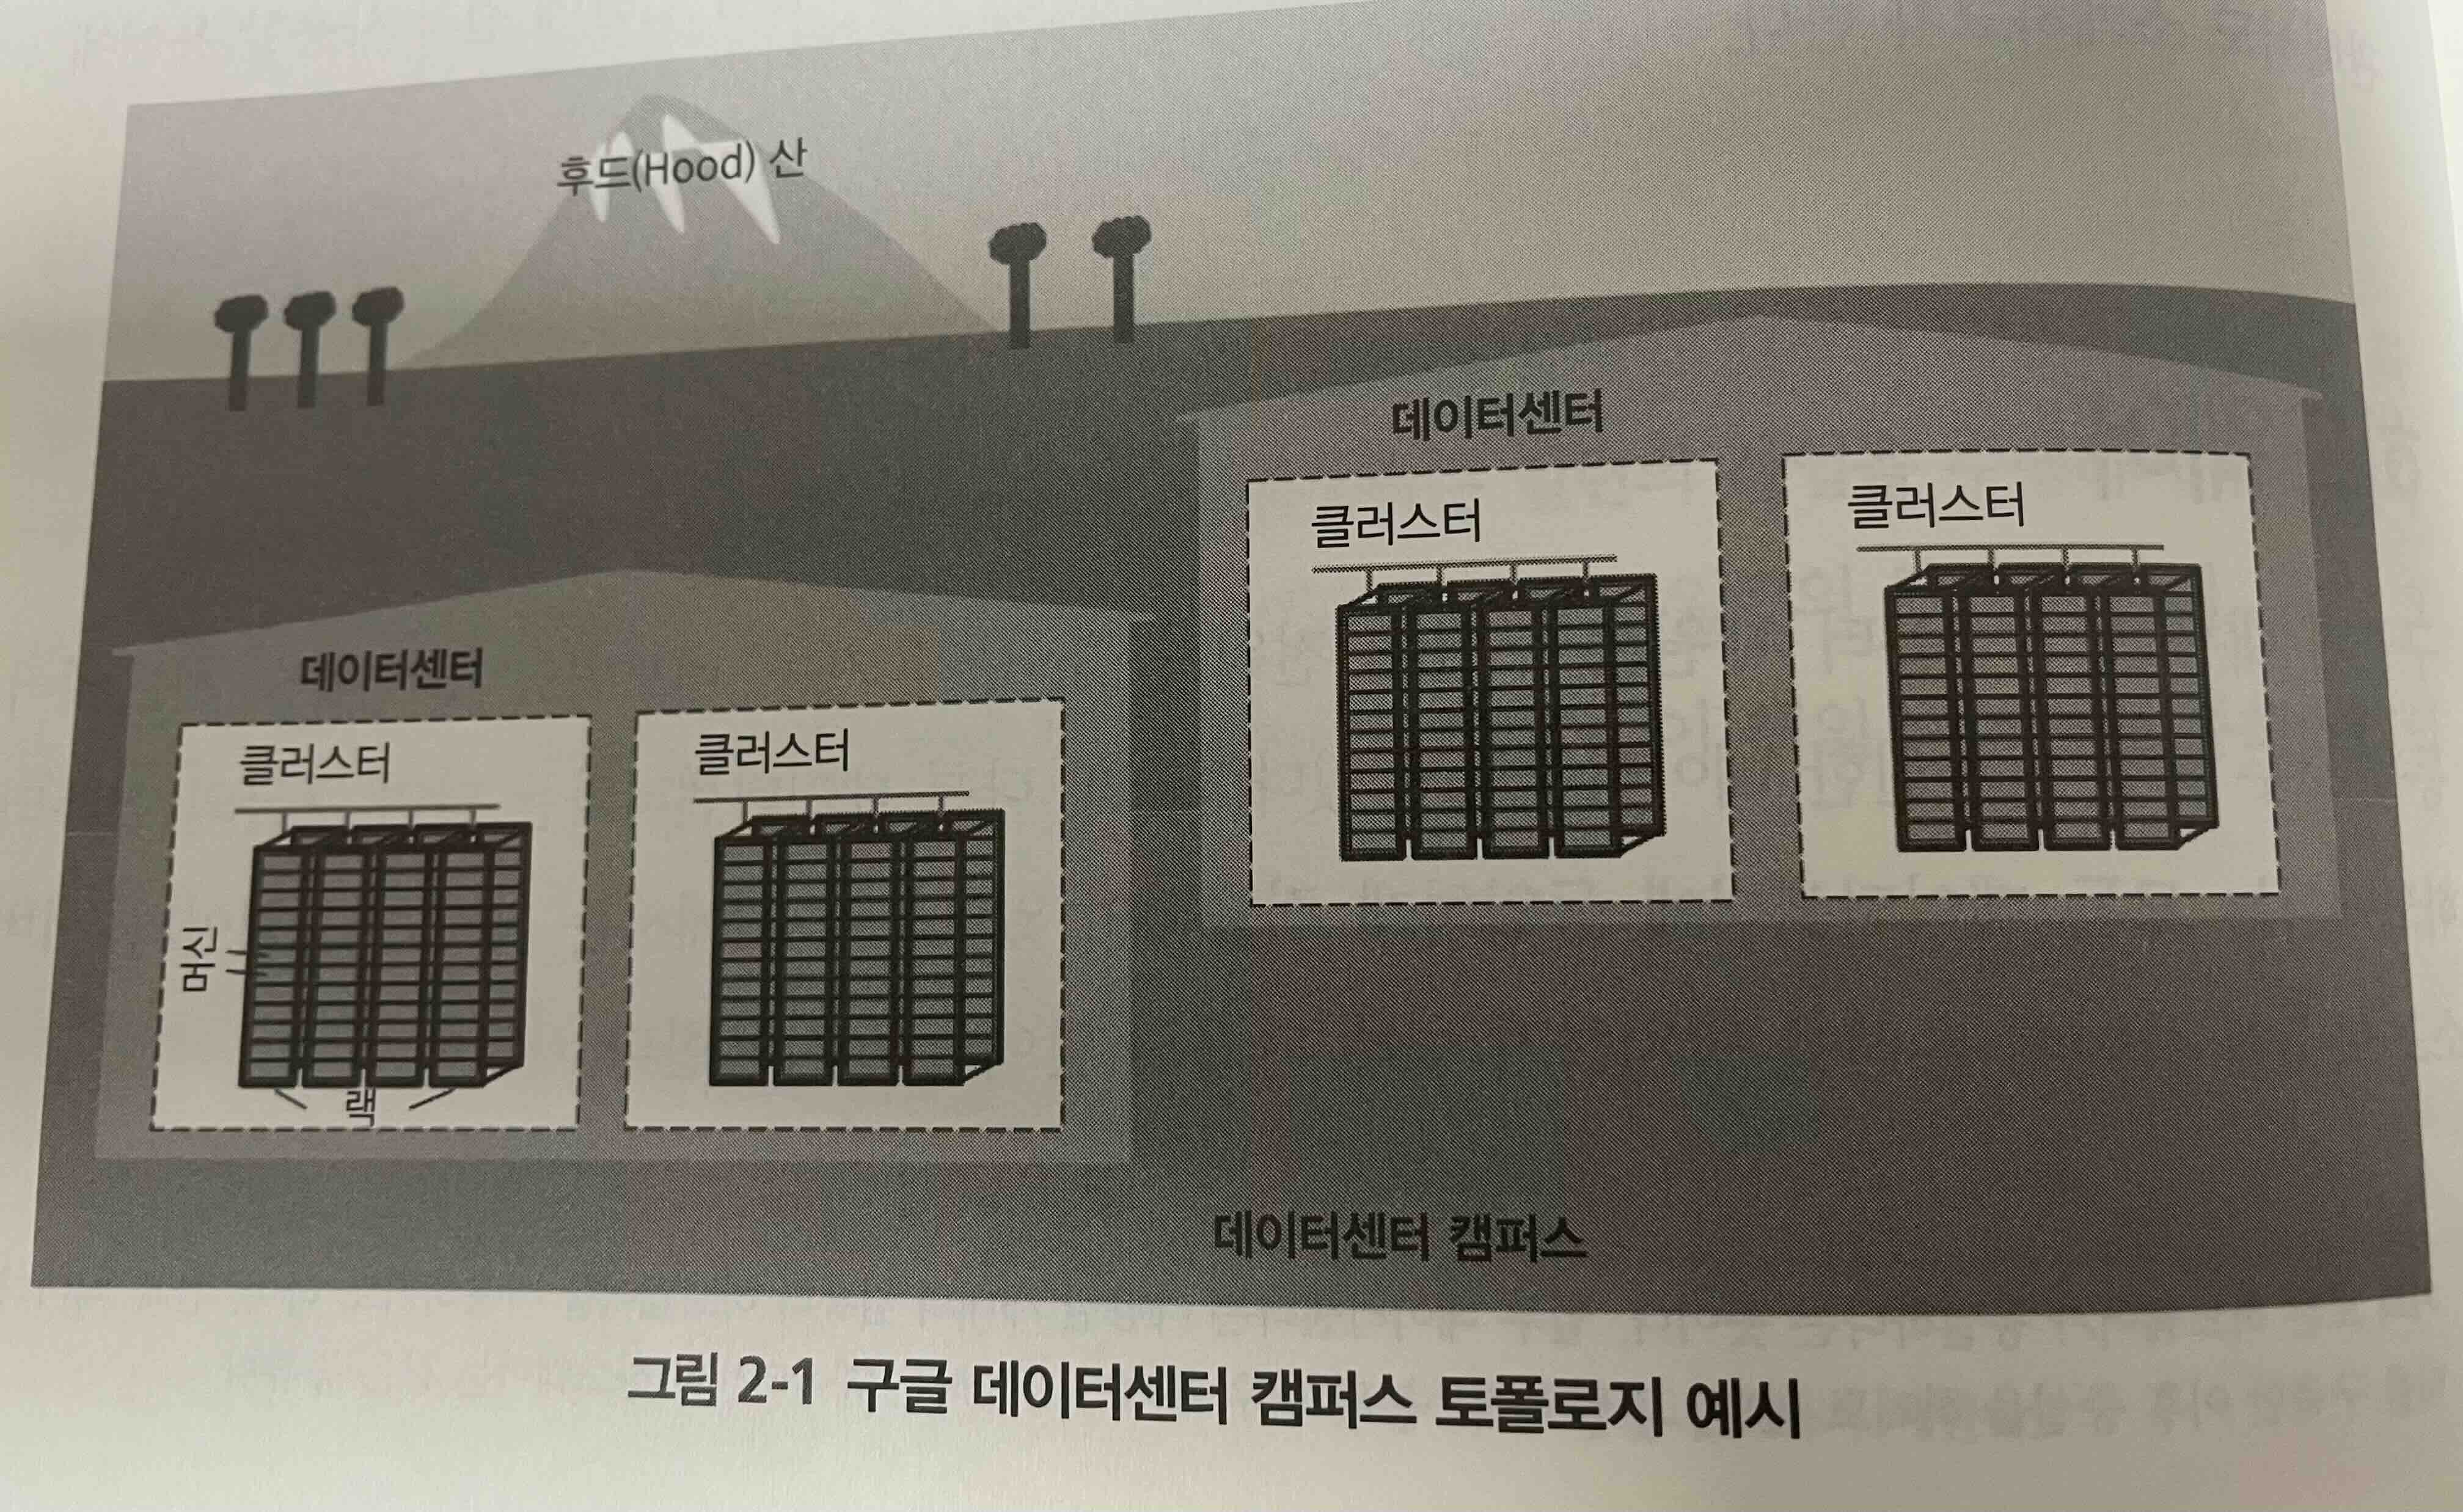 후드(Hood) 산
데이터센터
클러스터
클러스터
데이터센터
클러스터
클러스터
머신
랙
데이터센터 캠퍼스
그림 2-1 구글 데이터센터 캠퍼스 토폴로지 예시